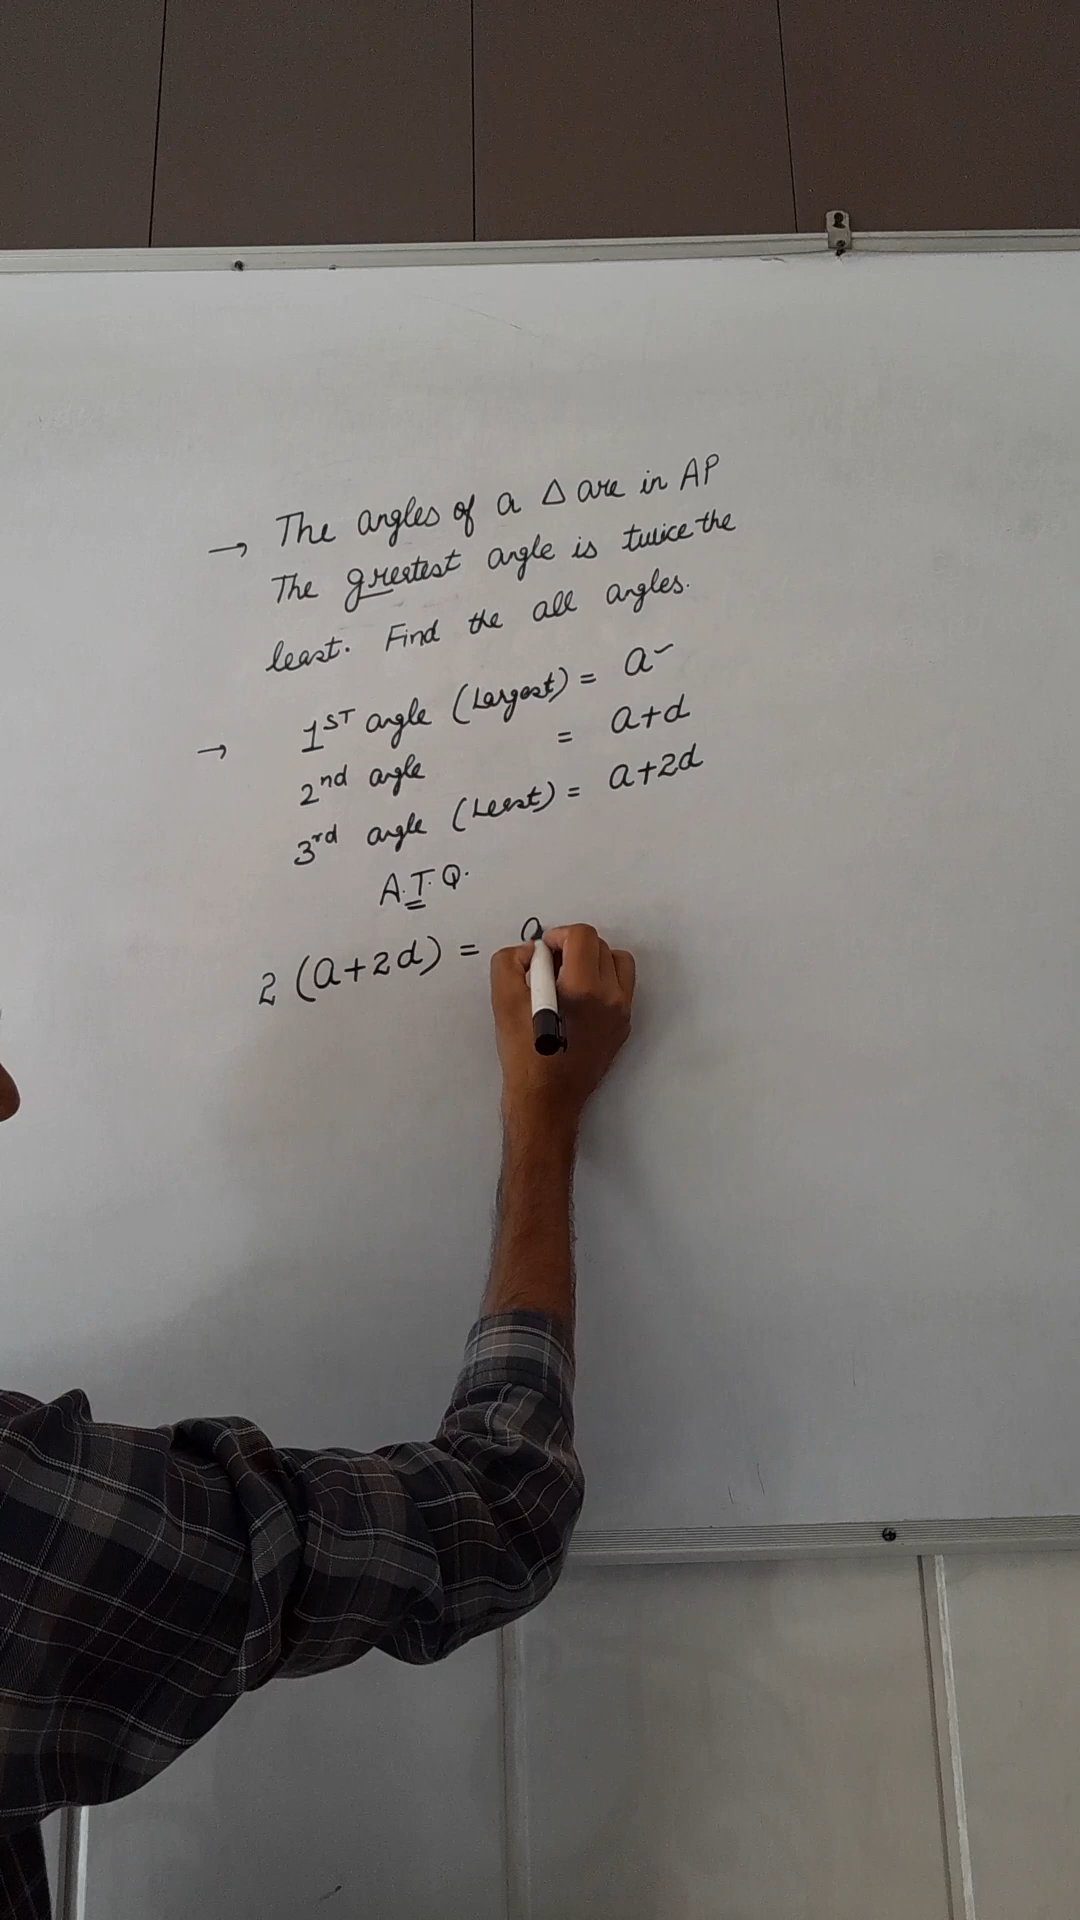 → The angles of a Δ are in AP
The greatest angle is twice the
least. Find the all angles.
→ 1ST angle (Largest) = a
2nd angle = a+d
3rd angle (Least) = a+2d
A.T.Q.
2 (a+2d) = a